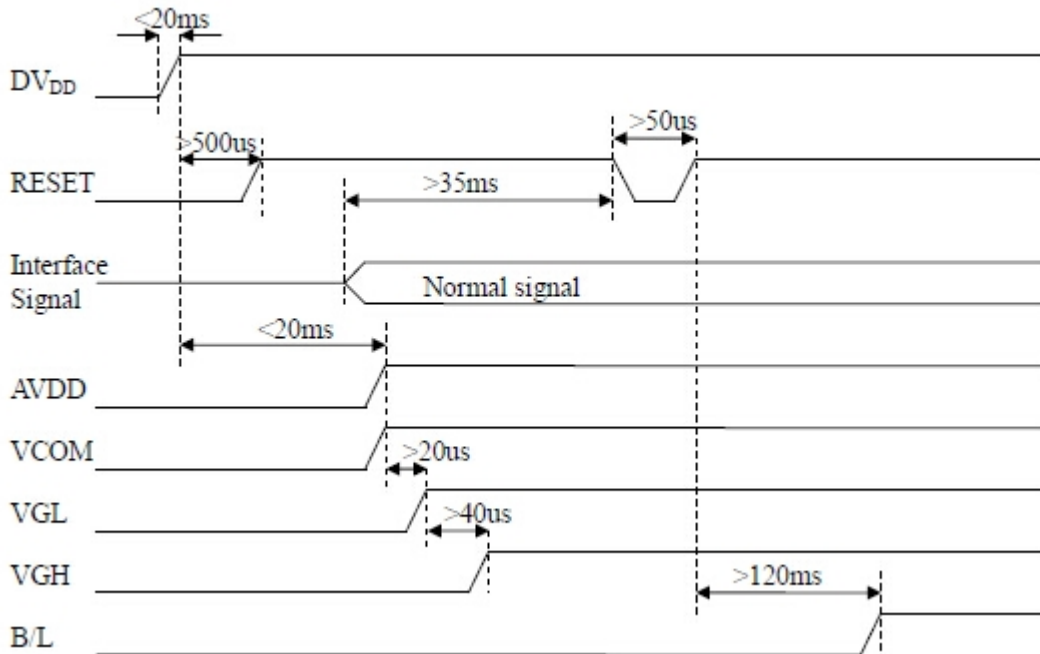 <20ms
DVDD
>500us
>50us
RESET
>35ms
Interface
Signal
Normal signal
<20ms
AVDD
VCOM
>20us
VGL
>40us
VGH
>120ms
B/L